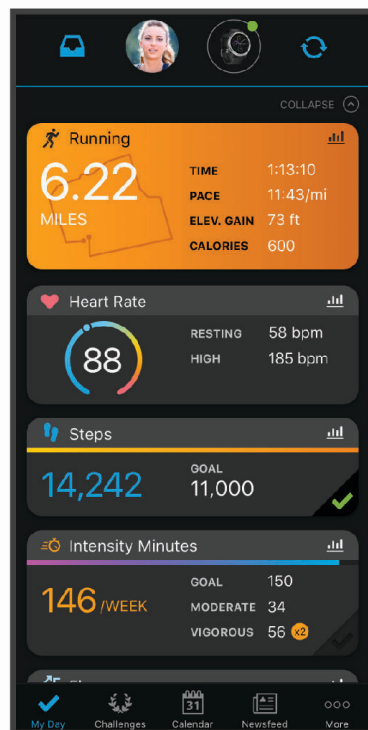 COLLAPSE
Running
6.22
MILES
TIME 1:13:10
PACE 11:43/mi
ELEV. GAIN 73 ft
CALORIES 600
Heart Rate
88
RESTING 58 bpm
HIGH 185 bpm
Steps
14,242
GOAL
11,000
Intensity Minutes
146 /WEEK
GOAL 150
MODERATE 34
VIGOROUS 56 x2
31
My Day Challenges Calendar Newsfeed More